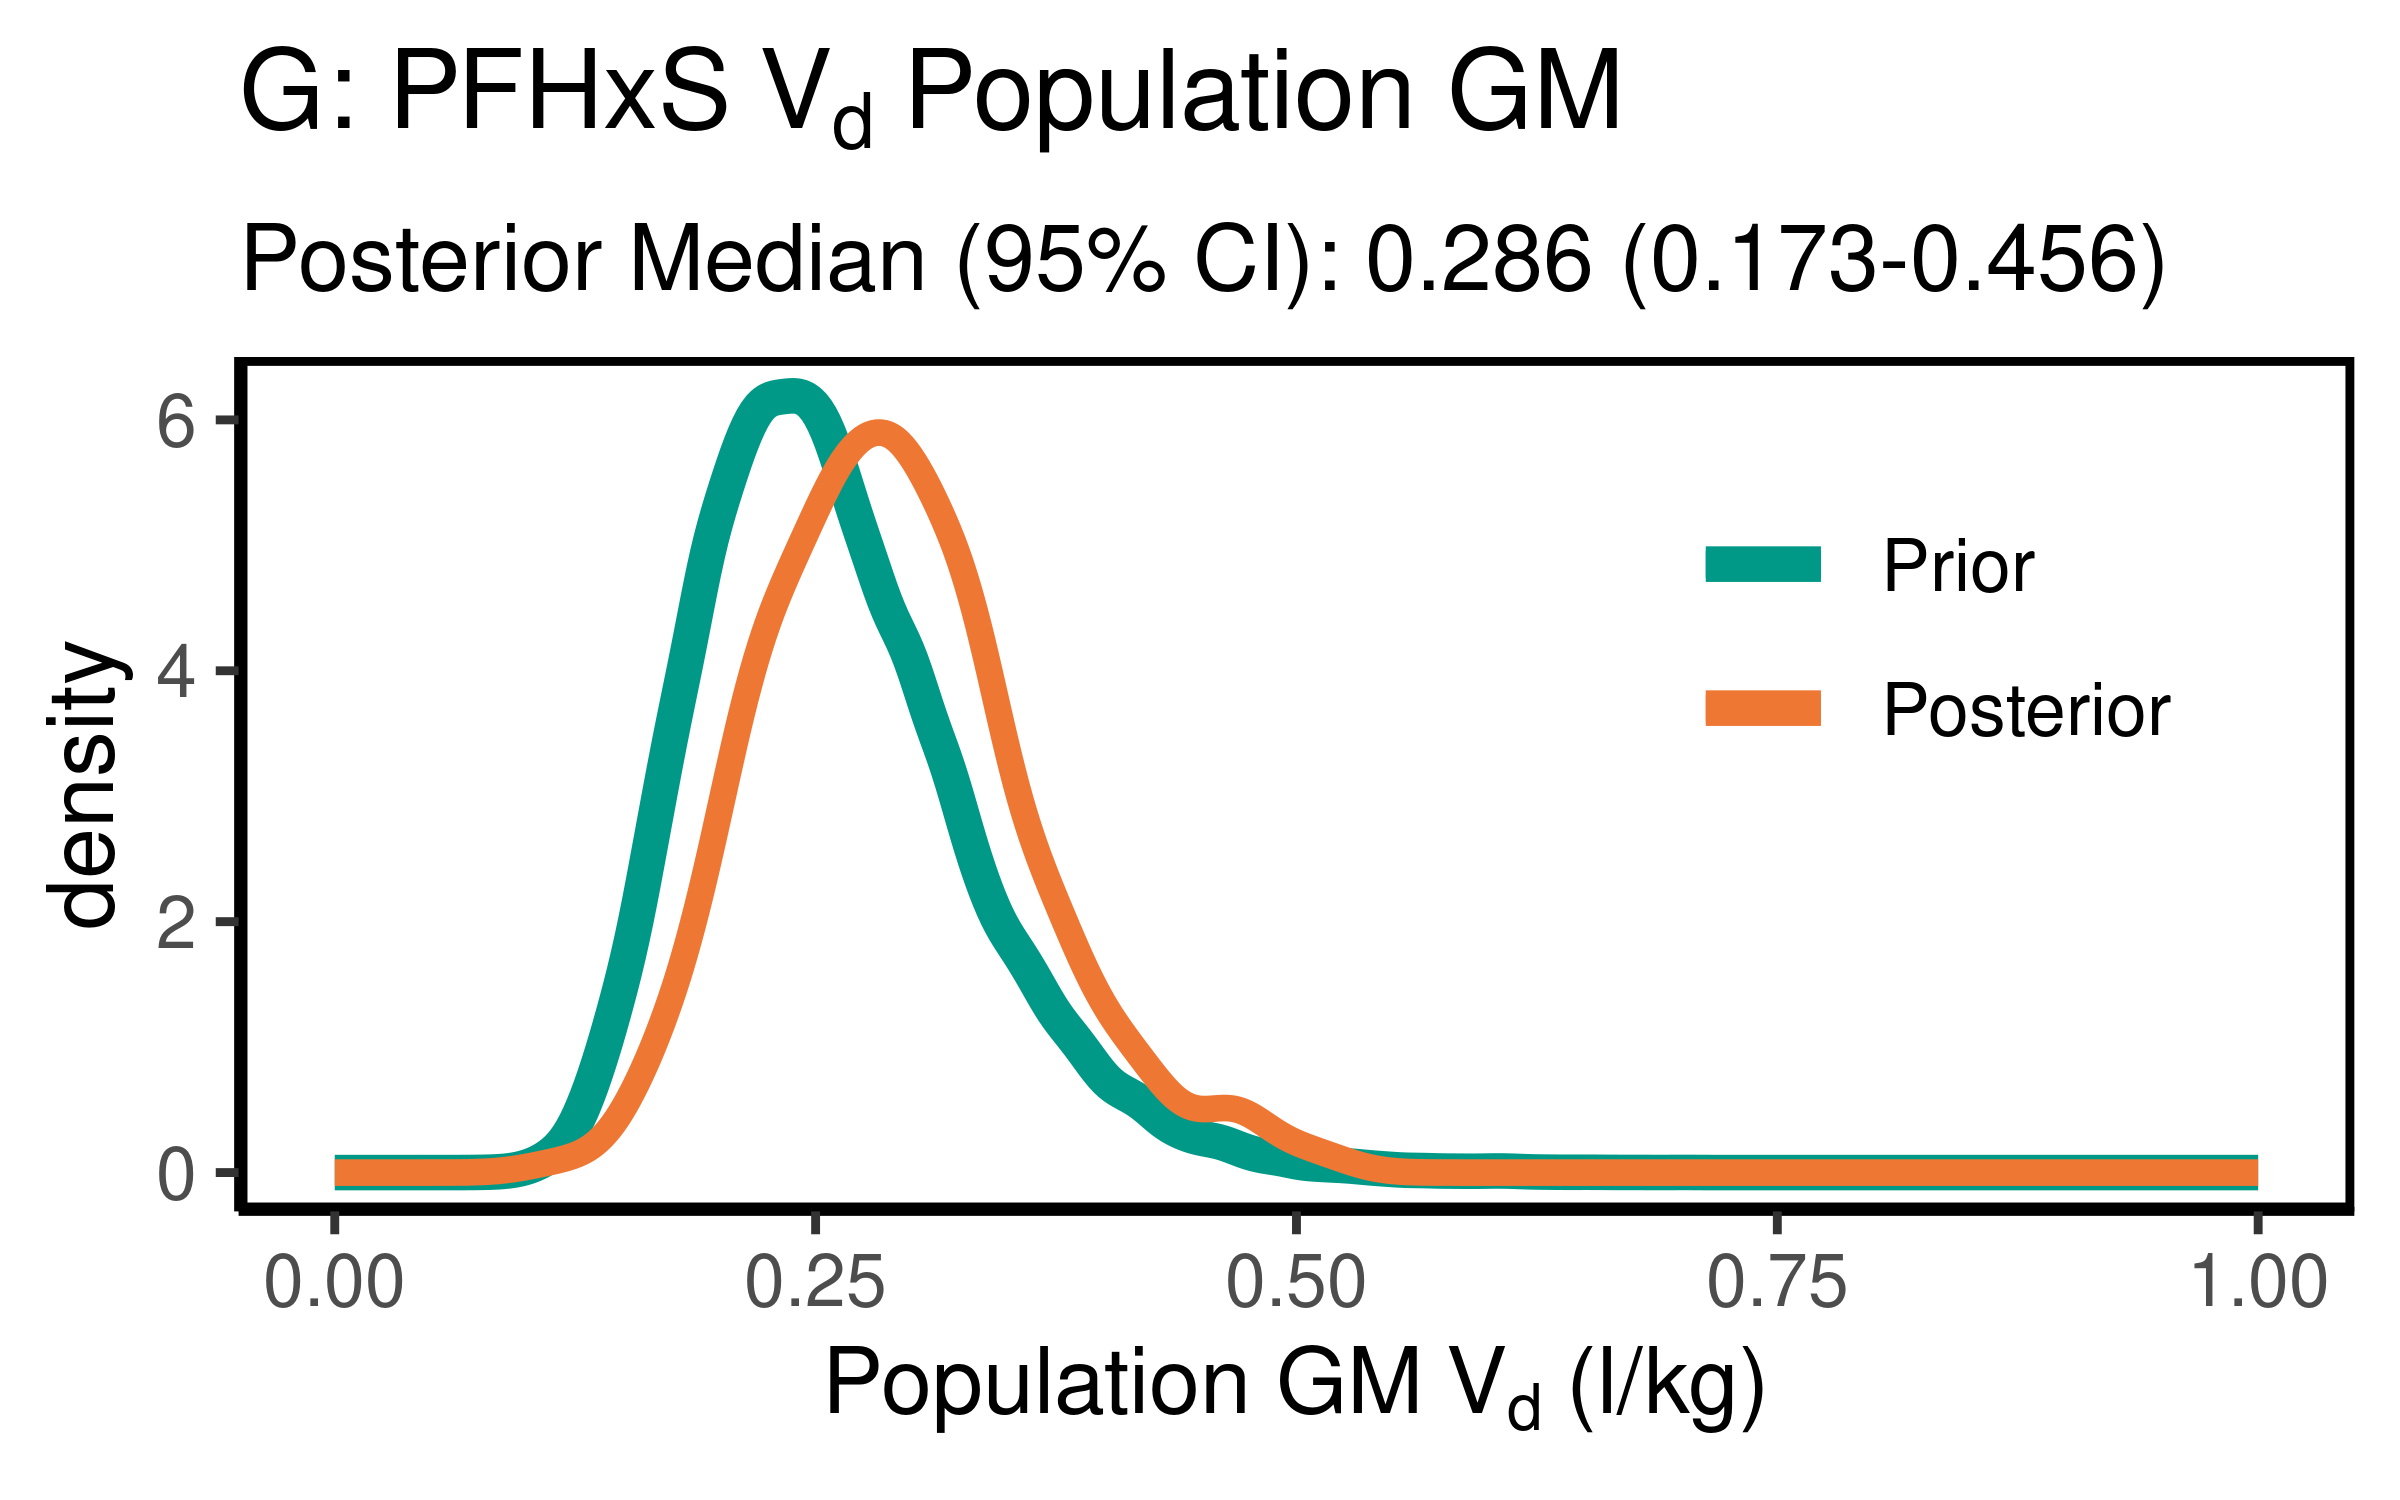 G: PFHxS Vd Population GM
Posterior Median (95% CI): 0.286 (0.173-0.456)
6
4
2
0
density
Prior
Posterior
0.00 0.25 0.50 0.75 1.00
Population GM Vd (l/kg)